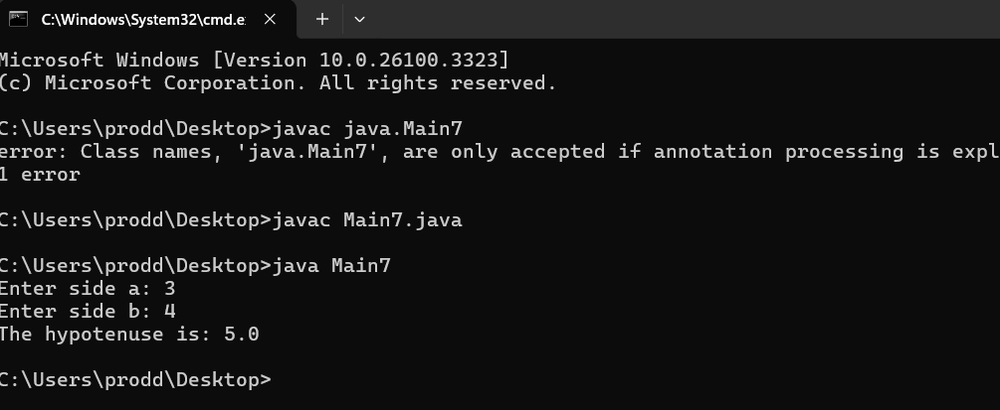 C:\Windows\System32\cmd.e
Microsoft Windows [Version 10.0.26100.3323]
(c) Microsoft Corporation. All rights reserved.
C:\Users\prodd\Desktop>javac java.Main7
error: Class names, 'java.Main7', are only accepted if annotation processing is expl
1 error
C:\Users\prodd\Desktop>javac Main7.java
C:\Users\prodd\Desktop>java Main7
Enter side a: 3
Enter side b: 4
The hypotenuse is: 5.0
C:\Users\prodd\Desktop>